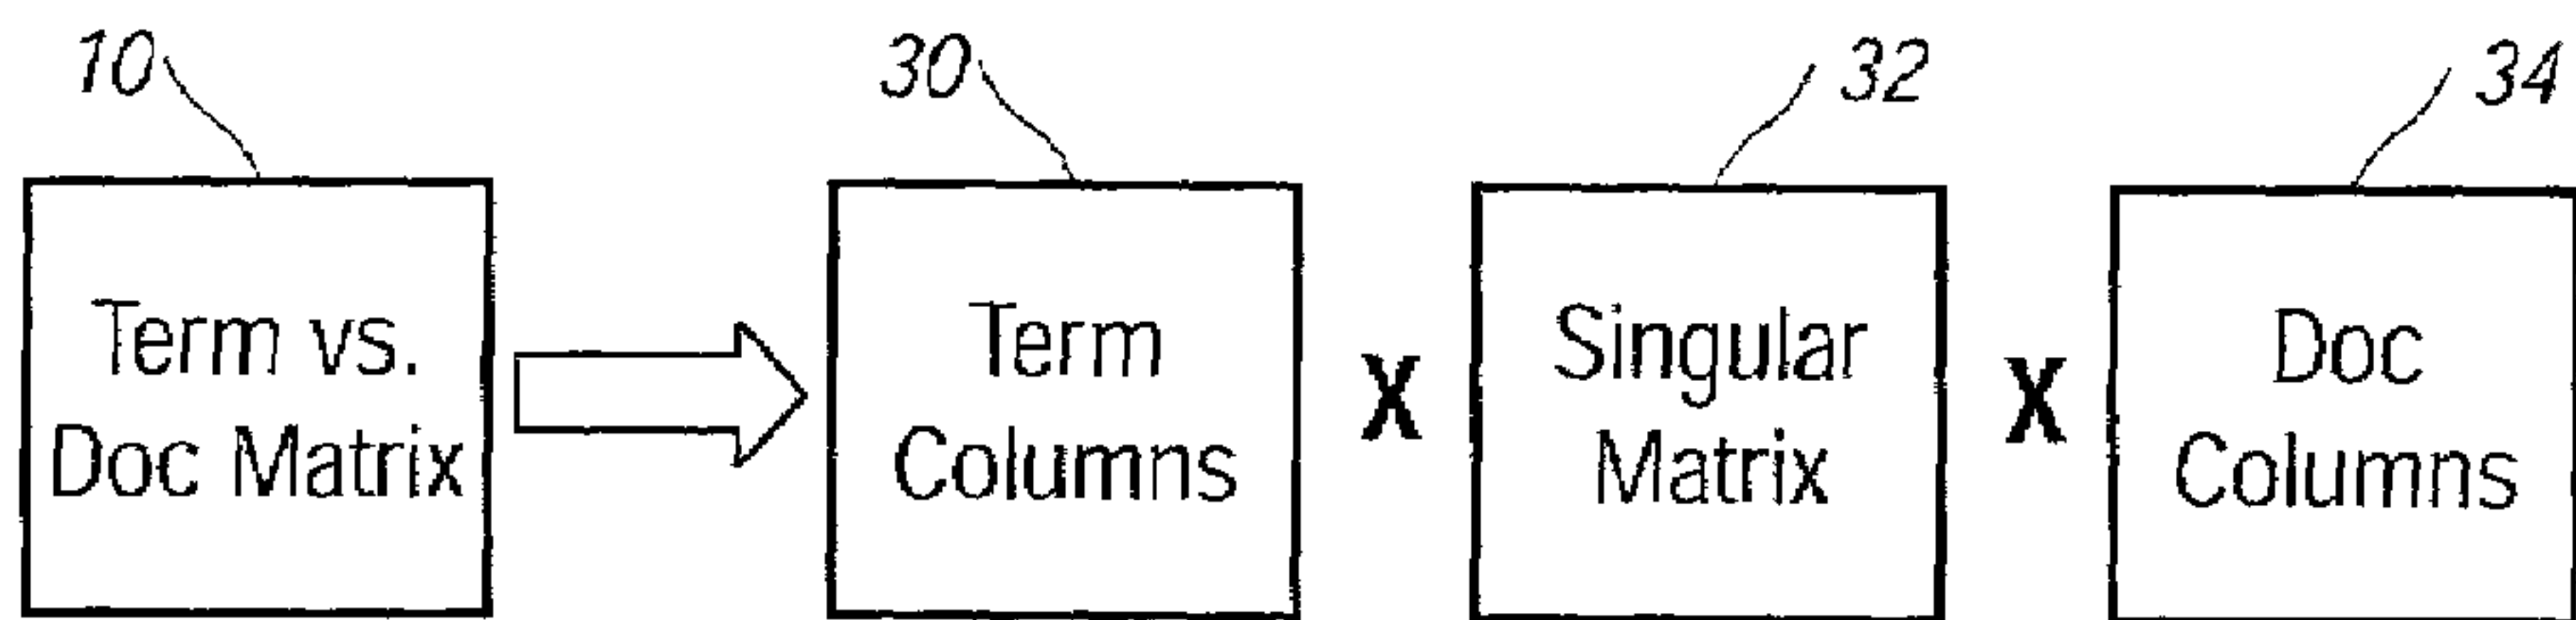 10
30
32
34
Term vs.
Doc Matrix
Term
Columns
X
Singular
Matrix
X
Doc
Columns